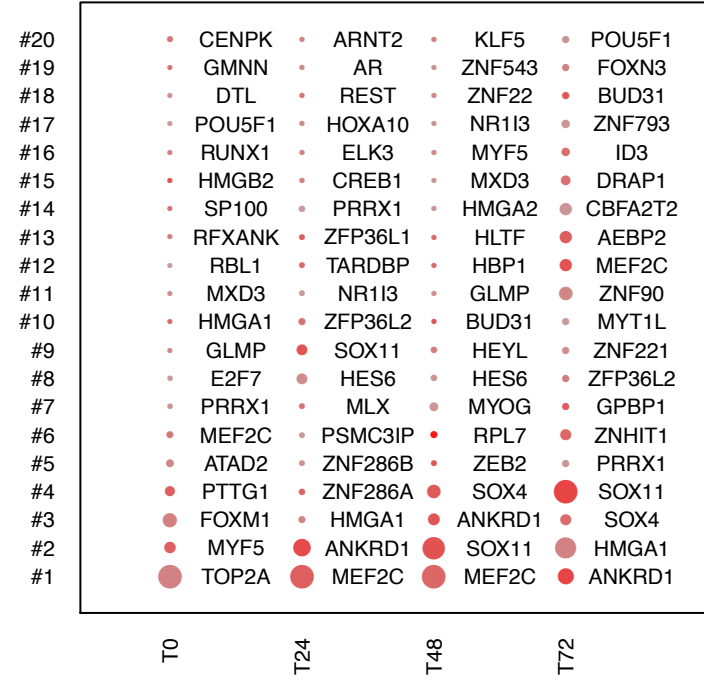 #20 CENPK ARNT2 KLF5 POU5F1
#19 GMNN AR ZNF543 FOXN3
#18 DTL REST ZNF22 BUD31
#17 POU5F1 HOXA10 NR1I3 ZNF793
#16 RUNX1 ELK3 MYF5 ID3
#15 HMGB2 CREB1 MXD3 DRAP1
#14 SP100 PRRX1 HMGA2 CBFA2T2
#13 RFXANK ZFP36L1 HLTF AEBP2
#12 RBL1 TARDBP HBP1 MEF2C
#11 MXD3 NR1I3 GLMP ZNF90
#10 HMGA1 ZFP36L2 BUD31 MYT1L
#9 GLMP SOX11 HEYL ZNF221
#8 E2F7 HES6 HES6 ZFP36L2
#7 PRRX1 MLX MYOG GPBP1
#6 MEF2C PSMC3IP RPL7 ZNHIT1
#5 ATAD2 ZNF286B ZEB2 PRRX1
#4 PTTG1 ZNF286A SOX4 SOX11
#3 FOXM1 HMGA1 ANKRD1 SOX4
#2 MYF5 ANKRD1 SOX11 HMGA1
#1 TOP2A MEF2C MEF2C ANKRD1
T0 T24 T48 T72